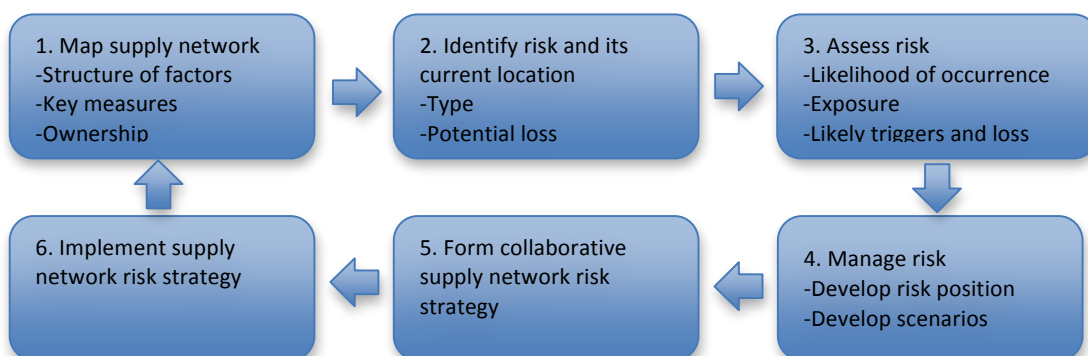 1. Map supply network
-Structure of factors
-Key measures
-Ownership
2. Identify risk and its
current location
-Type
-Potential loss
3. Assess risk
-Likelihood of occurrence
-Exposure
-Likely triggers and loss
4. Manage risk
-Develop risk position
-Develop scenarios
5. Form collaborative
supply network risk
strategy
6. Implement supply
network risk strategy